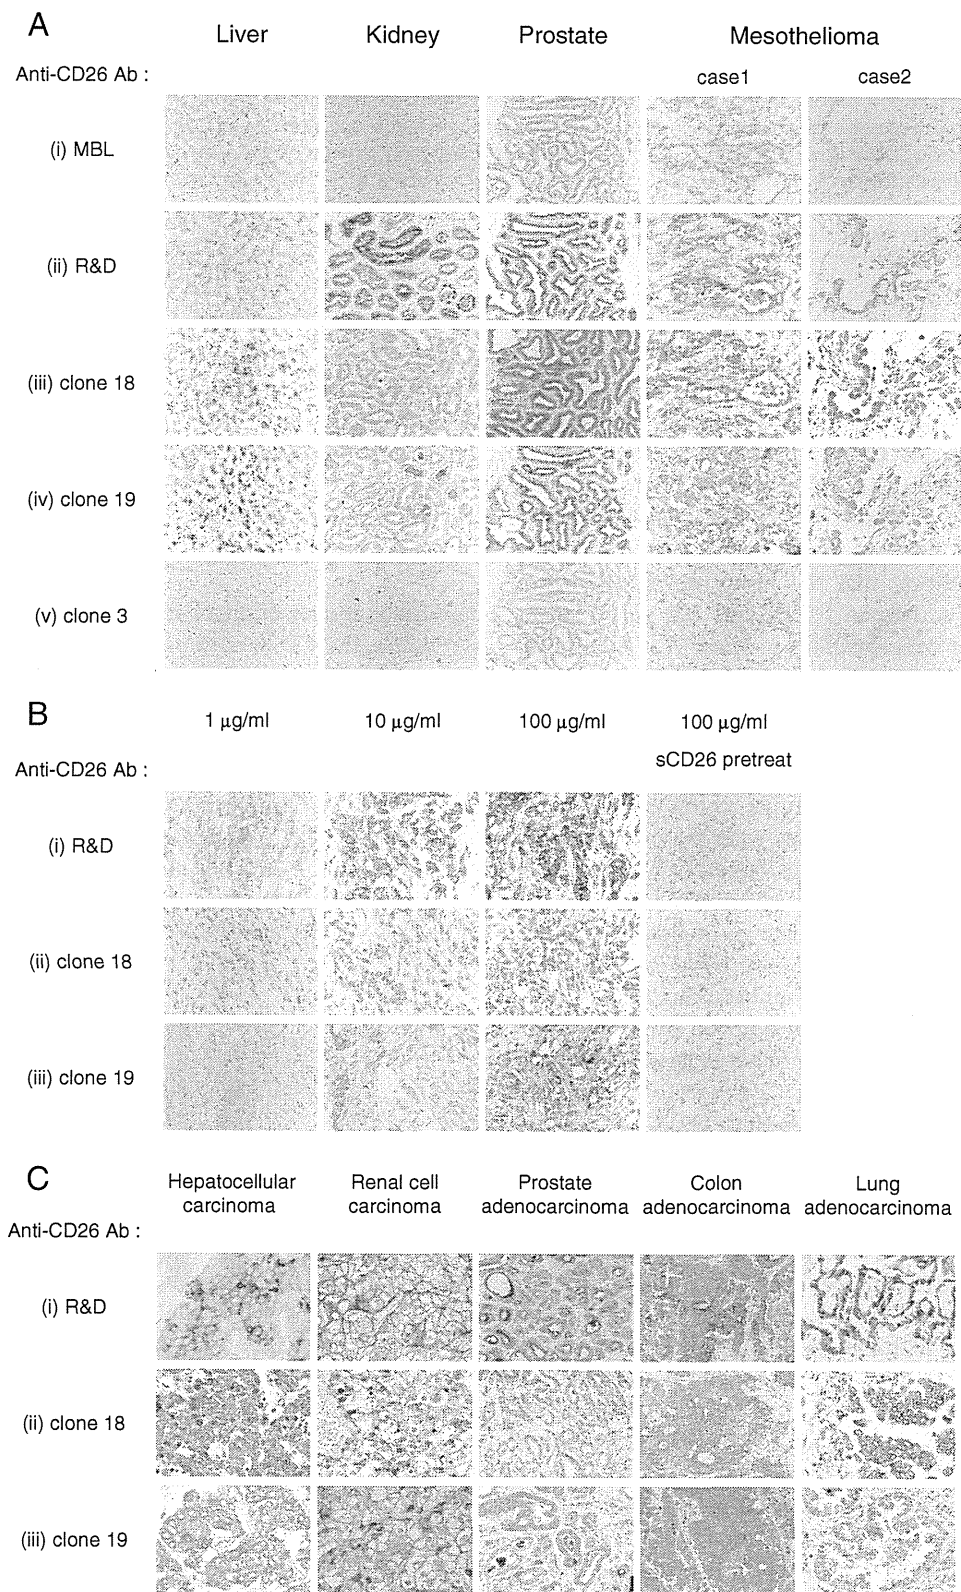 A
Liver Kidney Prostate Mesothelioma
Anti-CD26 Ab : case1 case2
(i) MBL
(ii) R&D
(iii) clone 18
(iv) clone 19
(v) clone 3
B
1 μg/ml 10 μg/ml 100 μg/ml 100 μg/ml
sCD26 pretreat
Anti-CD26 Ab :
(i) R&D
(ii) clone 18
(iii) clone 19
C
Hepatocellular Renal cell Prostate Colon Lung
carcinoma carcinoma adenocarcinoma adenocarcinoma adenocarcinoma
Anti-CD26 Ab :
(i) R&D
(ii) clone 18
(iii) clone 19